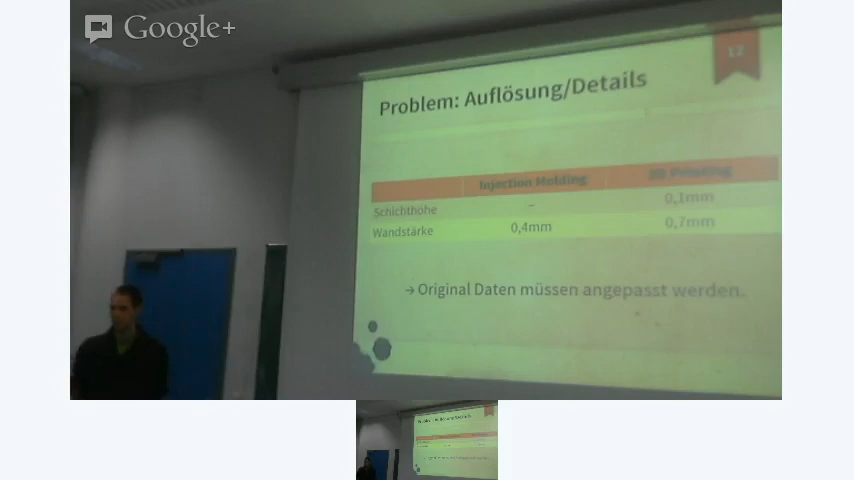 Google+
12
Problem: Auflösung/Details
Injection Molding 3D Printing
Schichthöhe – 0,1mm
Wandstärke 0,4mm 0,7mm
→ Original Daten müssen angepasst werden.